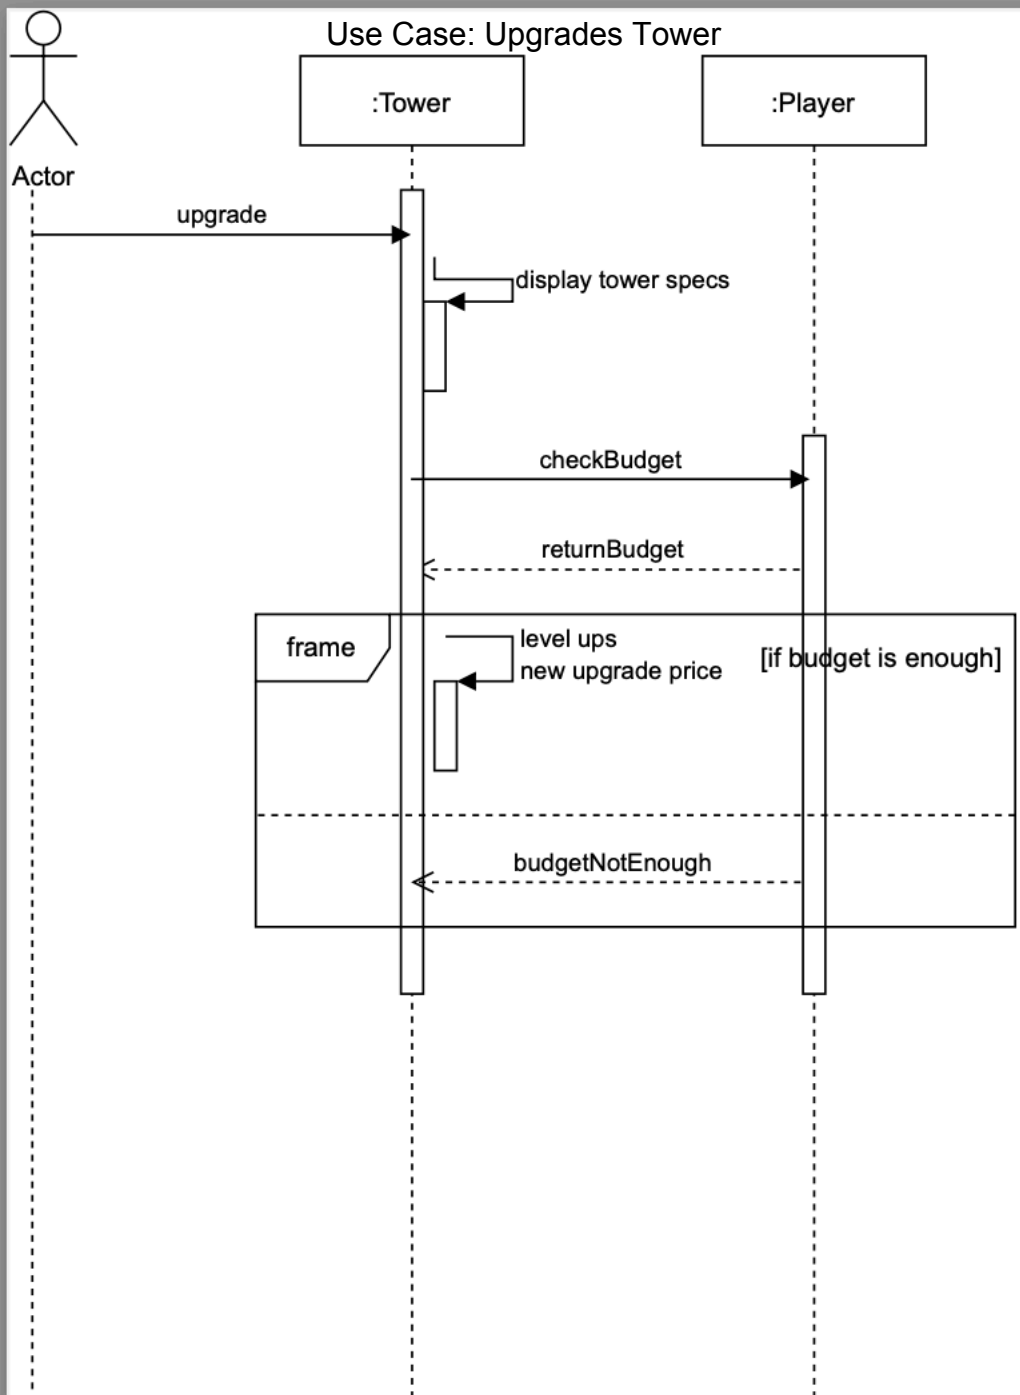 Use Case: Upgrades Tower
:Tower
:Player
Actor
upgrade
display tower specs
checkBudget
returnBudget
frame
level ups
new upgrade price
[if budget is enough]
budgetNotEnough